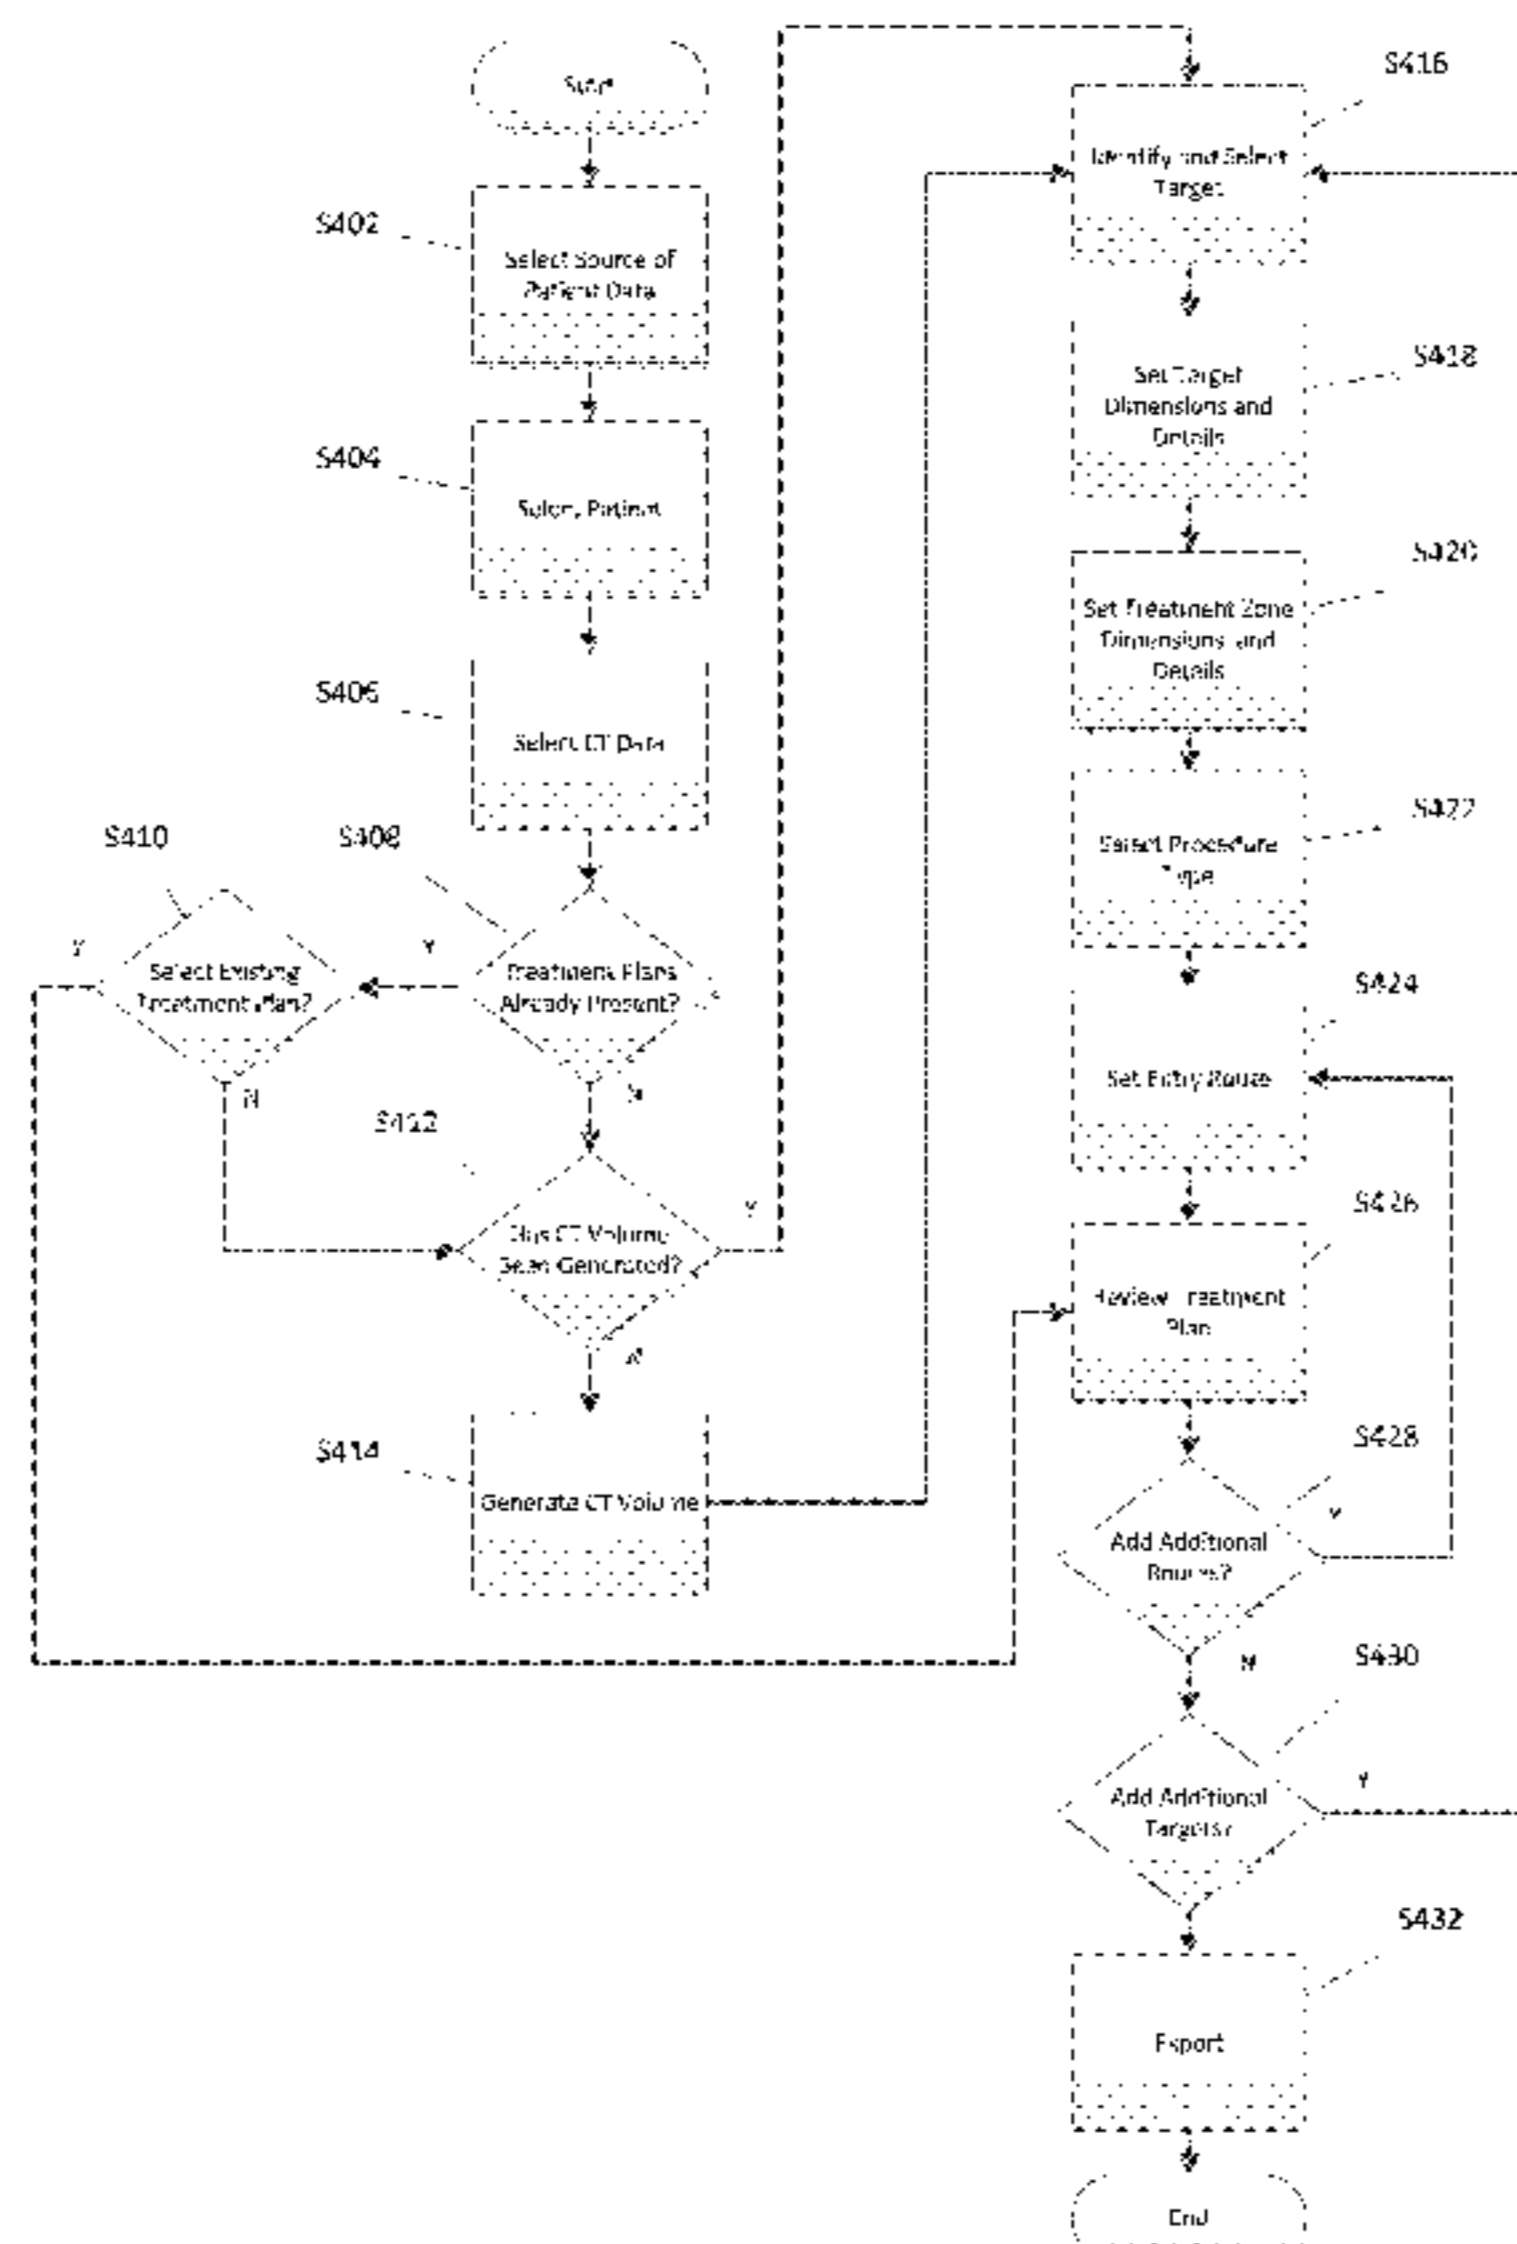 Start
S402
Select Source of
Patient Data
S404
Select Patient
S406
Select CT Data
S410
S408
Y
Select Existing
Treatment Plan?
Y
Treatment Plans
Already Present?
N
N
S412
Has CT Volume
Been Generated?
Y
N
S414
Generate CT Volume
S416
Identify and Select
Target
S418
Set Target
Dimensions and
Details
S420
Set Treatment Zone
Dimensions and
Details
S422
Select Procedure
Type
S424
Set Entry Route
S426
Review Treatment
Plan
S428
Add Additional
Routes?
Y
N
S430
Add Additional
Targets?
Y
S432
Export
End